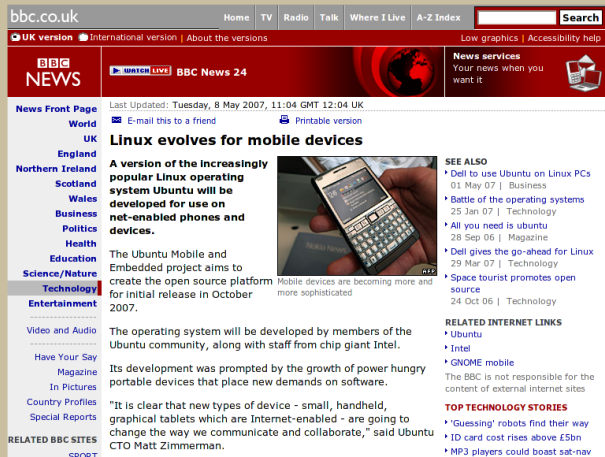 bbc.co.uk
Home TV Radio Talk Where I Live A-Z Index Search
UK version International version | About the versions Low graphics | Accessibility help
BBC
NEWS
WATCH LIVE BBC News 24
News services
Your news when you
want it
News Front Page
World
UK
England
Northern Ireland
Scotland
Wales
Business
Politics
Health
Education
Science/Nature
Technology
Entertainment
Video and Audio
Have Your Say
Magazine
In Pictures
Country Profiles
Special Reports
RELATED BBC SITES
SPORT
Last Updated: Tuesday, 8 May 2007, 11:04 GMT 12:04 UK
E-mail this to a friend Printable version
Linux evolves for mobile devices
A version of the increasingly
popular Linux operating
system Ubuntu will be
developed for use on
net-enabled phones and
devices.
The Ubuntu Mobile and
Embedded project aims to
create the open source platform
for initial release in October
2007.
Nokia Nseries
AFP
Mobile devices are becoming more and
more sophisticated
The operating system will be developed by members of the
Ubuntu community, along with staff from chip giant Intel.
Its development was prompted by the growth of power hungry
portable devices that place new demands on software.
"It is clear that new types of device - small, handheld,
graphical tablets which are Internet-enabled - are going to
change the way we communicate and collaborate," said Ubuntu
CTO Matt Zimmerman.
SEE ALSO
Dell to use Ubuntu on Linux PCs
01 May 07 | Business
Battle of the operating systems
25 Jan 07 | Technology
All you need is ubuntu
28 Sep 06 | Magazine
Dell gives the go-ahead for Linux
29 Mar 07 | Technology
Space tourist promotes open
source
24 Oct 06 | Technology
RELATED INTERNET LINKS
Ubuntu
Intel
GNOME mobile
The BBC is not responsible for the
content of external internet sites
TOP TECHNOLOGY STORIES
'Guessing' robots find their way
ID card cost rises above £5bn
MP3 players could boast sat-nav